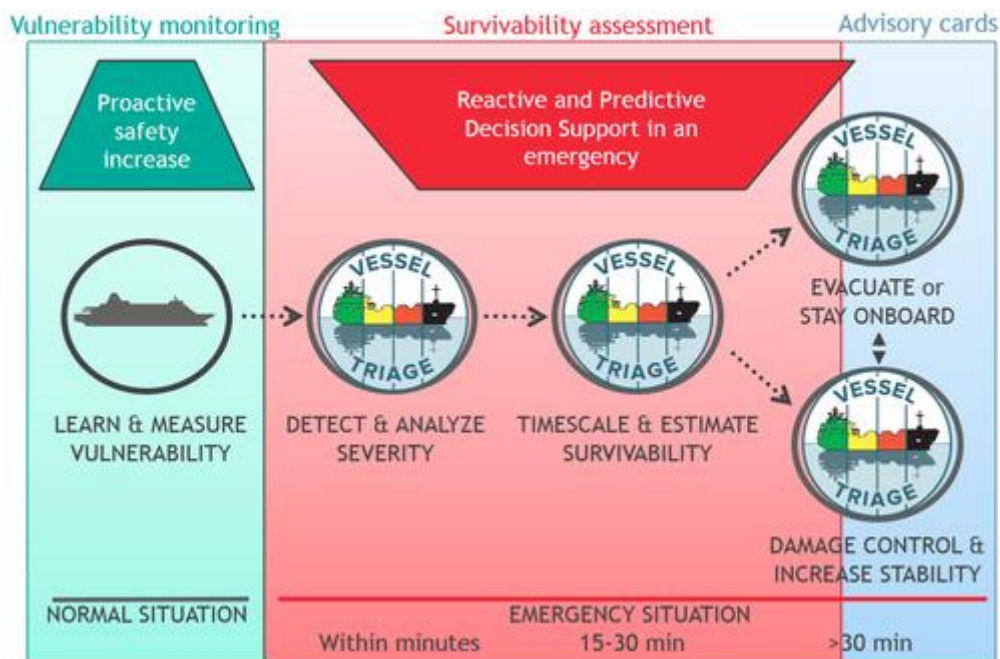 Vulnerability monitoring
Survivability assessment
Advisory cards
Proactive
safety
increase
Reactive and Predictive
Decision Support in an
emergency
VESSEL
TRIAGE
EVACUATE or
STAY ONBOARD
VESSEL
TRIAGE
VESSEL
TRIAGE
VESSEL
TRIAGE
LEARN & MEASURE
VULNERABILITY
DETECT & ANALYZE
SEVERITY
TIMESCALE & ESTIMATE
SURVIVABILITY
DAMAGE CONTROL &
INCREASE STABILITY
NORMAL SITUATION
EMERGENCY SITUATION
Within minutes
15-30 min
>30 min